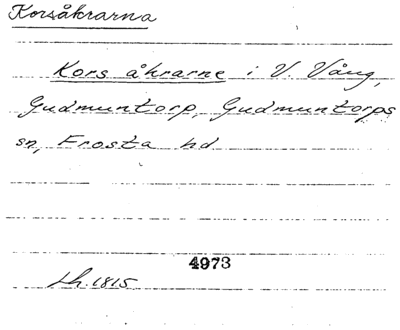 Korsåkrarna
Kors åkrarne i V. Vång,
Gudmuntorp, Gudmuntorps
sn, Frosta hd
4973
Lh. 1815